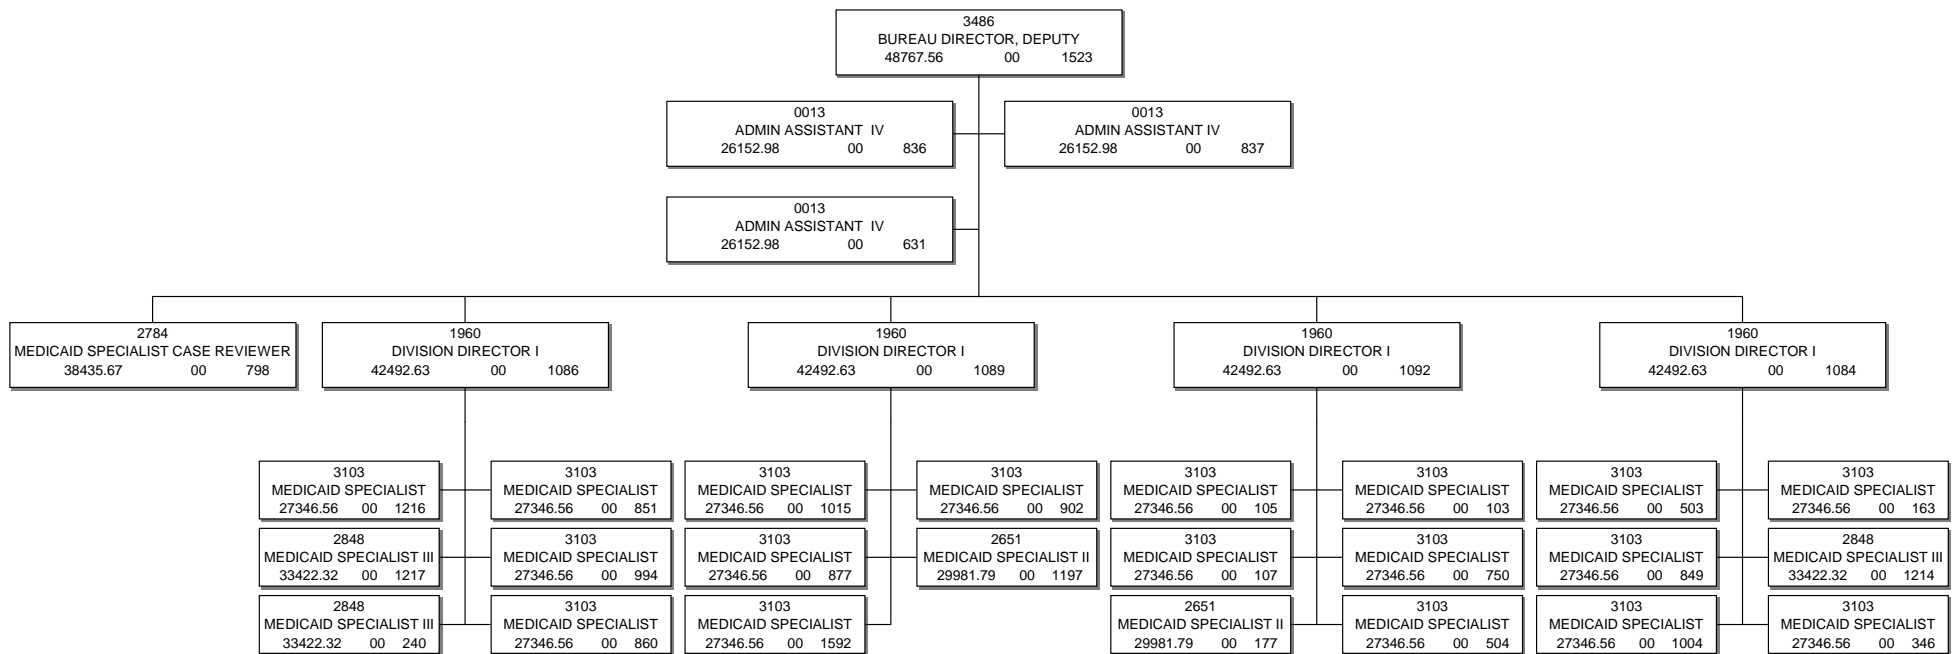 3486
BUREAU DIRECTOR, DEPUTY
48767.56 00 1523
0013
ADMIN ASSISTANT IV
26152.98 00 836
0013
ADMIN ASSISTANT IV
26152.98 00 837
0013
ADMIN ASSISTANT IV
26152.98 00 631
2784
MEDICAID SPECIALIST CASE REVIEWER
38435.67 00 798
1960
DIVISION DIRECTOR I
42492.63 00 1086
1960
DIVISION DIRECTOR I
42492.63 00 1089
1960
DIVISION DIRECTOR I
42492.63 00 1092
1960
DIVISION DIRECTOR I
42492.63 00 1084
3103
MEDICAID SPECIALIST
27346.56 00 1216
3103
MEDICAID SPECIALIST
27346.56 00 851
2848
MEDICAID SPECIALIST III
33422.32 00 1217
3103
MEDICAID SPECIALIST
27346.56 00 994
2848
MEDICAID SPECIALIST III
33422.32 00 240
3103
MEDICAID SPECIALIST
27346.56 00 860
3103
MEDICAID SPECIALIST
27346.56 00 1015
3103
MEDICAID SPECIALIST
27346.56 00 902
3103
MEDICAID SPECIALIST
27346.56 00 877
2651
MEDICAID SPECIALIST II
29981.79 00 1197
3103
MEDICAID SPECIALIST
27346.56 00 1592
3103
MEDICAID SPECIALIST
27346.56 00 105
3103
MEDICAID SPECIALIST
27346.56 00 103
3103
MEDICAID SPECIALIST
27346.56 00 107
3103
MEDICAID SPECIALIST
27346.56 00 750
2651
MEDICAID SPECIALIST II
29981.79 00 177
3103
MEDICAID SPECIALIST
27346.56 00 504
3103
MEDICAID SPECIALIST
27346.56 00 503
3103
MEDICAID SPECIALIST
27346.56 00 163
3103
MEDICAID SPECIALIST
27346.56 00 849
2848
MEDICAID SPECIALIST III
33422.32 00 1214
3103
MEDICAID SPECIALIST
27346.56 00 1004
3103
MEDICAID SPECIALIST
27346.56 00 346